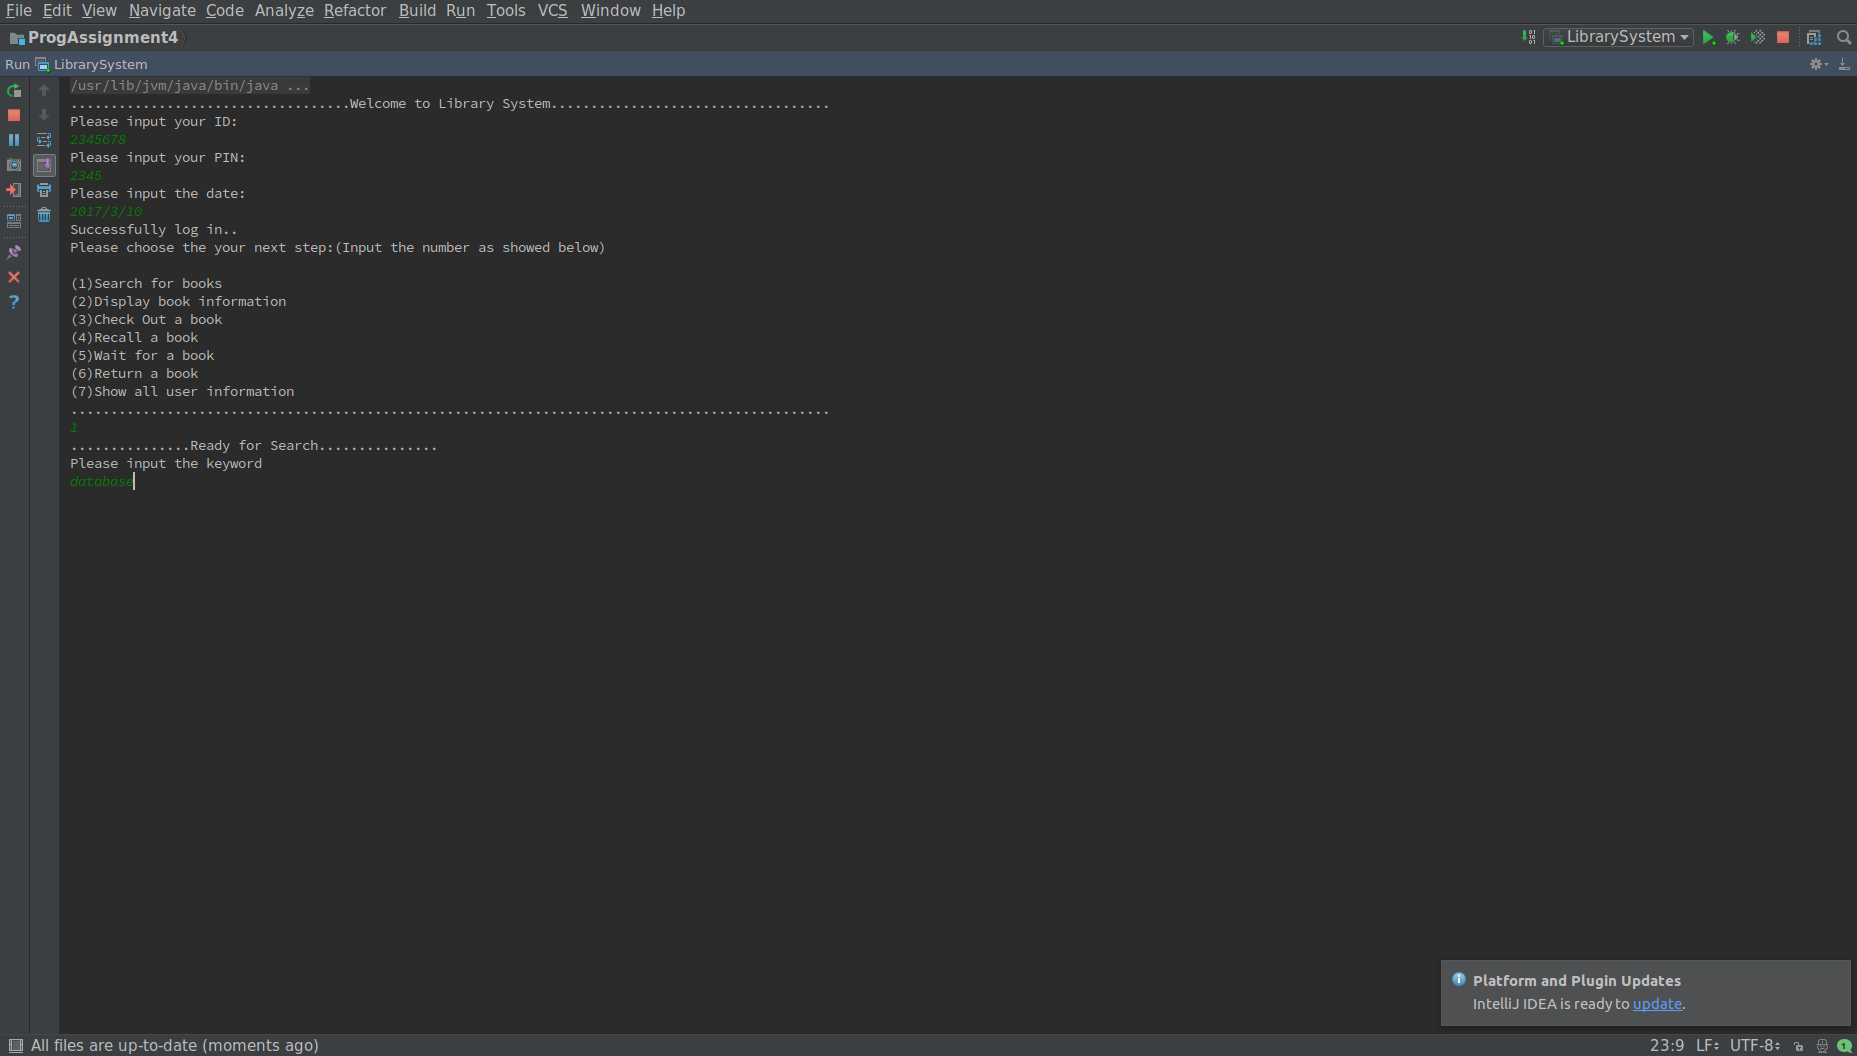 File Edit View Navigate Code Analyze Refactor Build Run Tools VCS Window Help
ProgAssignment4
LibrarySystem
Run LibrarySystem
/usr/lib/jvm/java/bin/java ...
...................................Welcome to Library System...................................
Please input your ID:
2345678
Please input your PIN:
2345
Please input the date:
2017/3/10
Successfully log in..
Please choose the your next step:(Input the number as showed below)
(1)Search for books
(2)Display book information
(3)Check Out a book
(4)Recall a book
(5)Wait for a book
(6)Return a book
(7)Show all user information
...............................................................................................
1
...............Ready for Search...............
Please input the keyword
database
Platform and Plugin Updates
IntelliJ IDEA is ready to update.
All files are up-to-date (moments ago)
23:9 LF UTF-8 1